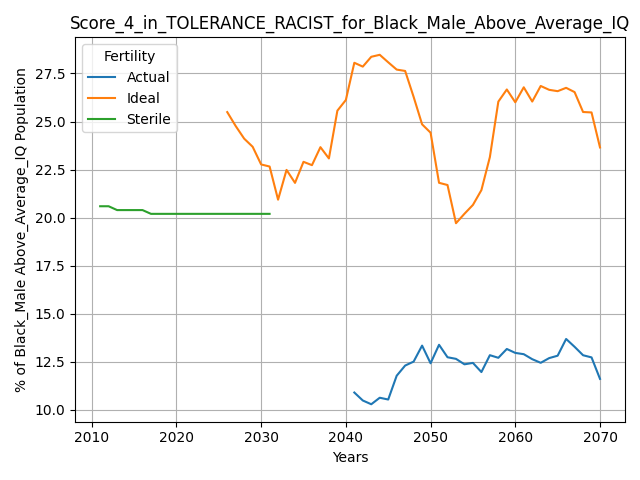 Score_4_in_TOLERANCE_RACIST_for_Black_Male_Above_Average_IQ
Fertility
Actual
Ideal
Sterile
% of Black_Male Above_Average_IQ Population
27.5
25.0
22.5
20.0
17.5
15.0
12.5
10.0
2010 2020 2030 2040 2050 2060 2070
Years